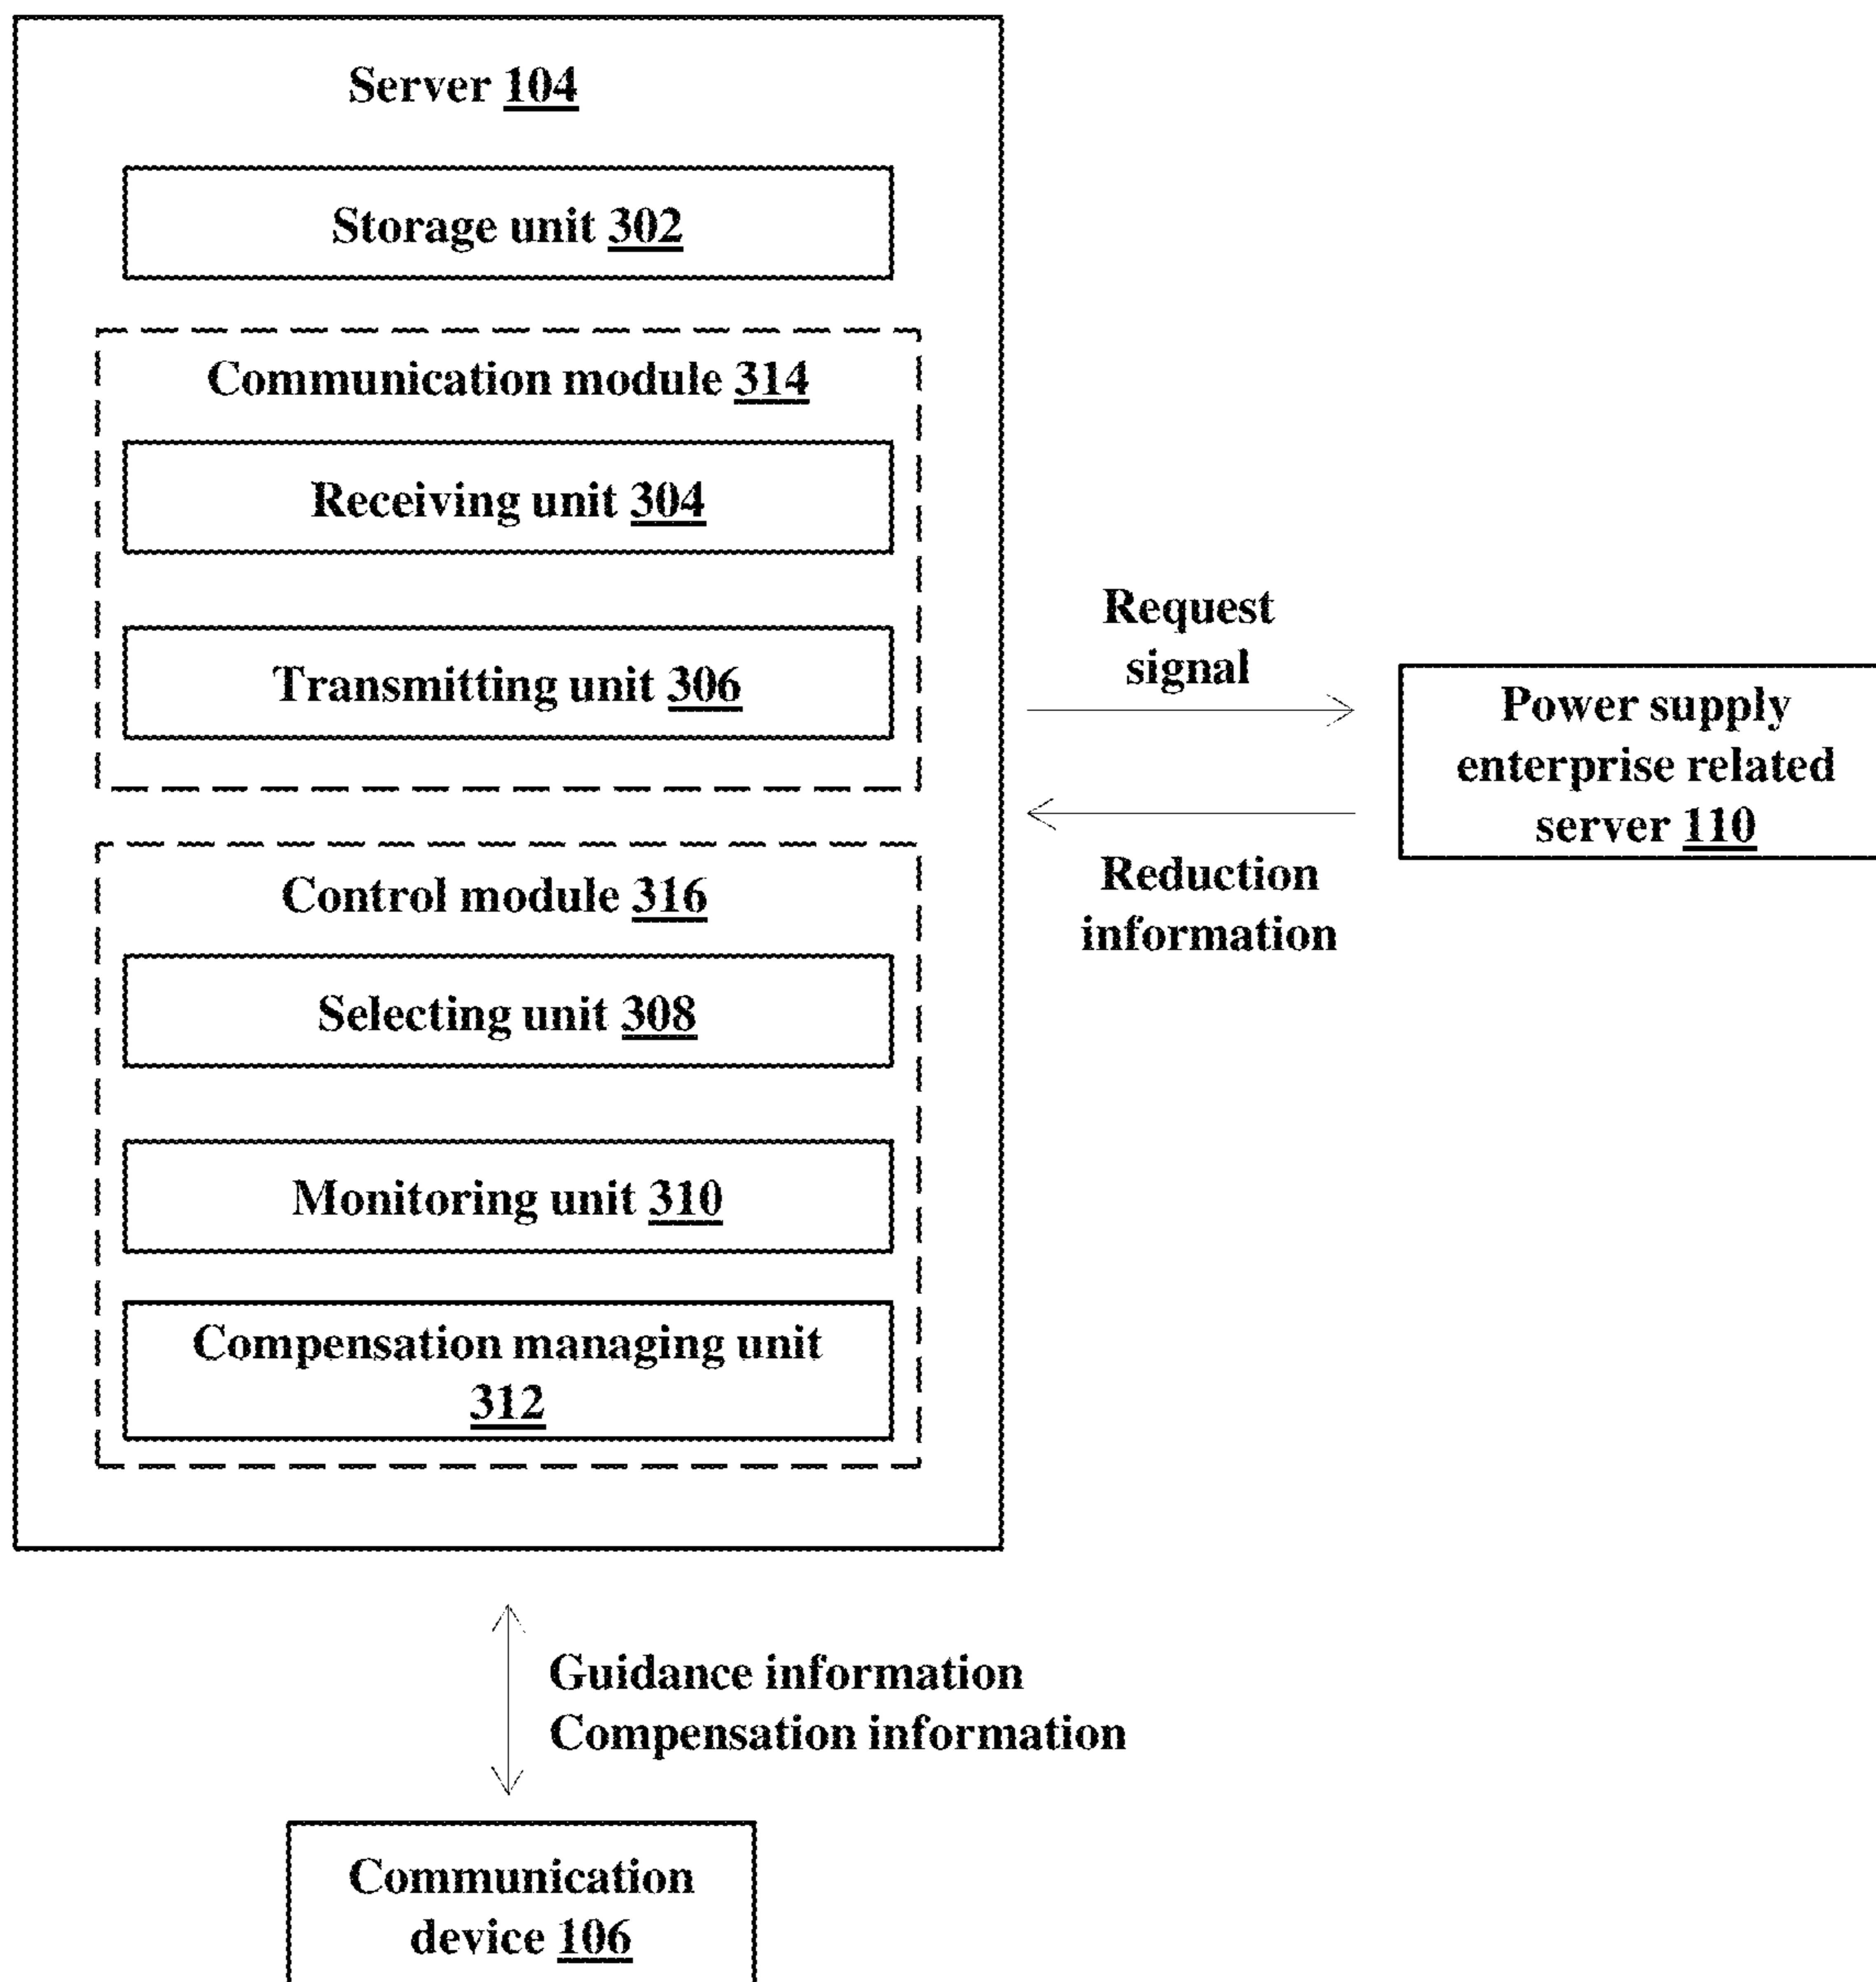 Server 104
Storage unit 302
Communication module 314
Receiving unit 304
Transmitting unit 306
Control module 316
Selecting unit 308
Monitoring unit 310
Compensation managing unit
312
Request
signal
Reduction
information
Power supply
enterprise related
server 110
Guidance information
Compensation information
Communication
device 106